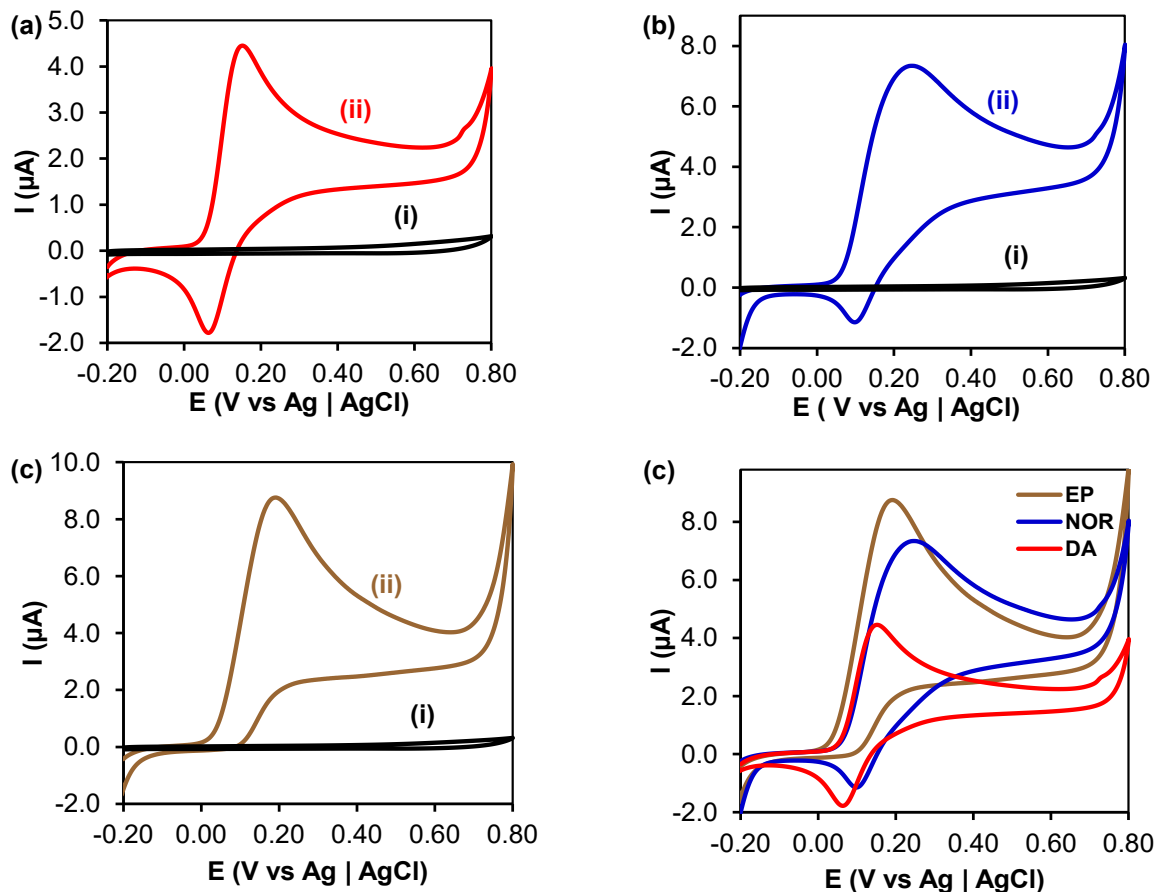 (a)
5.0
4.0
3.0
2.0
1.0
0.0
-1.0
-2.0
I (µA)
(ii)
(i)
-0.20 0.00 0.20 0.40 0.60 0.80
E (V vs Ag | AgCl)
(b)
8.0
6.0
4.0
2.0
0.0
-2.0
I (µA)
(ii)
(i)
-0.20 0.00 0.20 0.40 0.60 0.80
E ( V vs Ag | AgCl)
(c)
10.0
8.0
6.0
4.0
2.0
0.0
-2.0
I (µA)
(ii)
(i)
-0.20 0.00 0.20 0.40 0.60 0.80
E (V vs Ag | AgCl)
(c)
8.0
6.0
4.0
2.0
0.0
-2.0
I (µA)
EP
NOR
DA
-0.20 0.00 0.20 0.40 0.60 0.80
E (V vs Ag | AgCl)